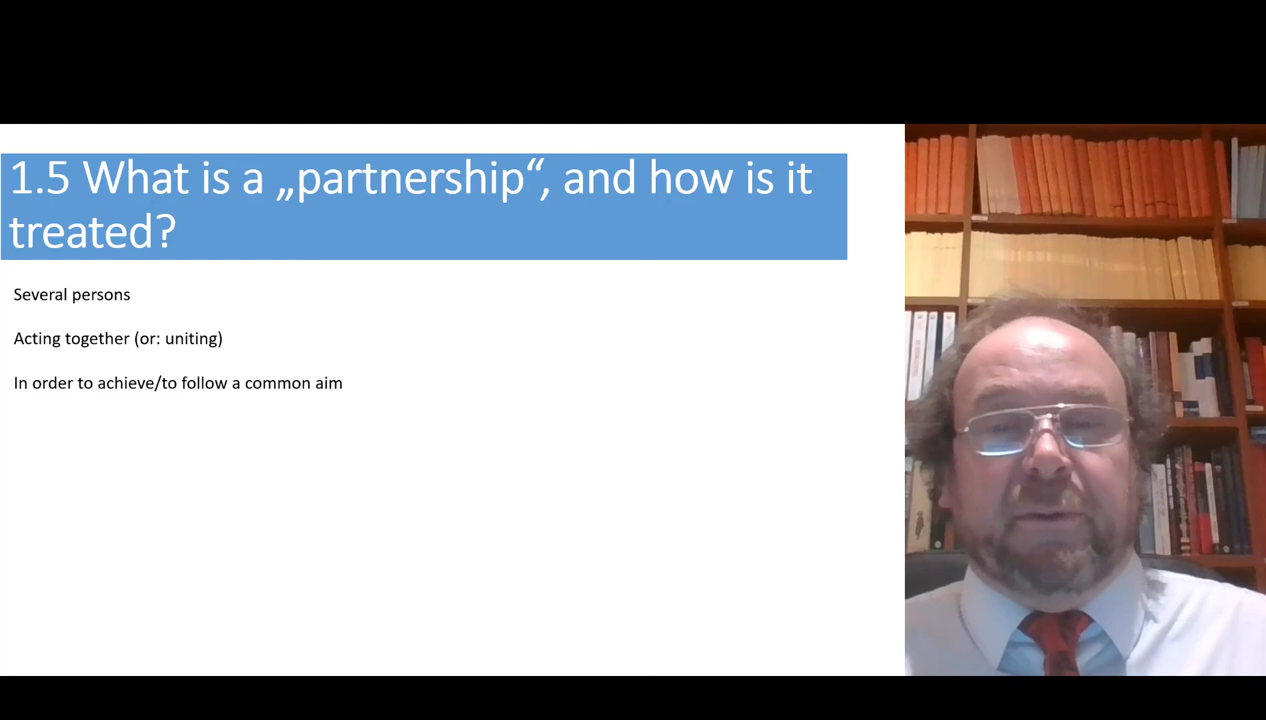 1.5 What is a „partnership“, and how is it
treated?
Several persons
Acting together (or: uniting)
In order to achieve/to follow a common aim